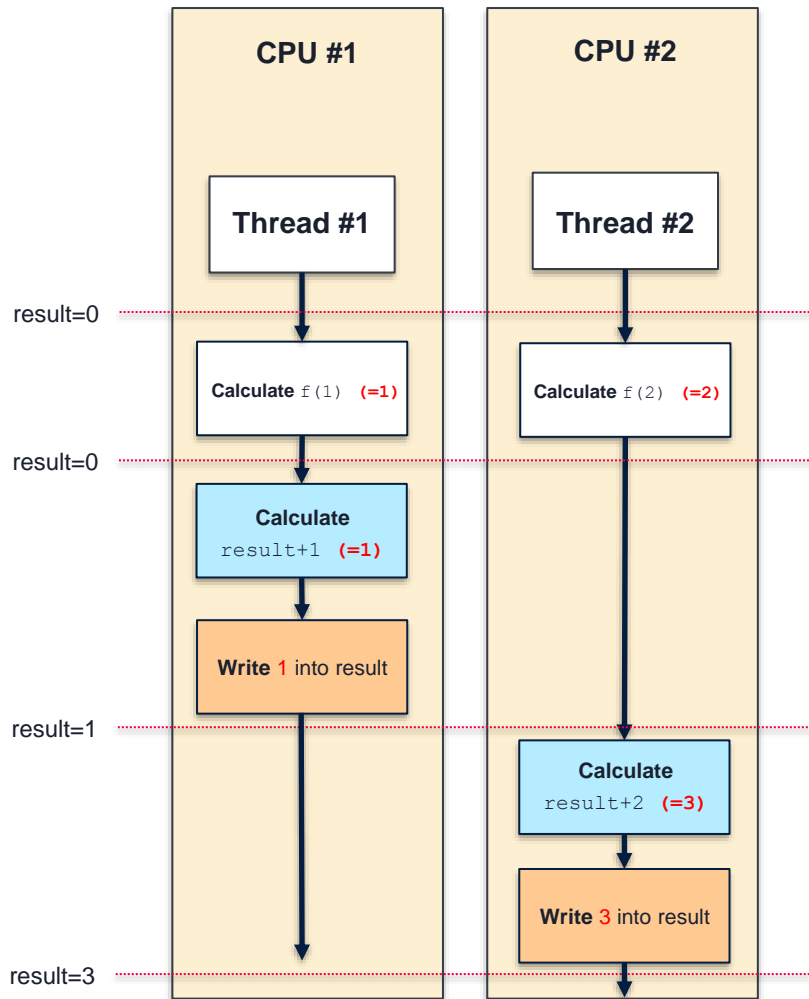 CPU #1
CPU #2
Thread #1
Thread #2
result=0
Calculate f(1) (=1)
Calculate f(2) (=2)
result=0
Calculate
result+1 (=1)
Write 1 into result
result=1
Calculate
result+2 (=3)
Write 3 into result
result=3